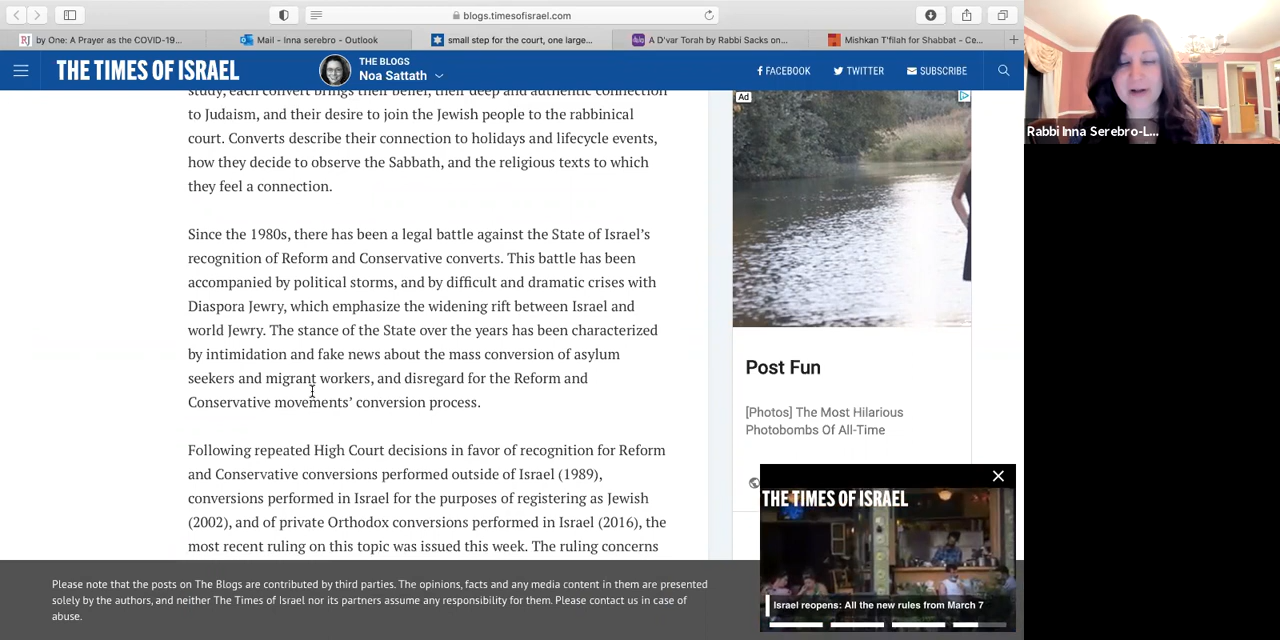 blogs.timesofisrael.com
by One: A Prayer as the COVID-19...
Mail - Inna serebro - Outlook
small step for the court, one large...
A D'var Torah by Rabbi Sacks on...
Mishkan T'filah for Shabbat - Ce...
THE TIMES OF ISRAEL
THE BLOGS
Noa Sattath
FACEBOOK
TWITTER
SUBSCRIBE
Rabbi Inna Serebro-L...
study, each convert brings their belief, their deep and authentic connection
to Judaism, and their desire to join the Jewish people to the rabbinical
court. Converts describe their connection to holidays and lifecycle events,
how they decide to observe the Sabbath, and the religious texts to which
they feel a connection.
Since the 1980s, there has been a legal battle against the State of Israel's
recognition of Reform and Conservative converts. This battle has been
accompanied by political storms, and by difficult and dramatic crises with
Diaspora Jewry, which emphasize the widening rift between Israel and
world Jewry. The stance of the State over the years has been characterized
by intimidation and fake news about the mass conversion of asylum
seekers and migrant workers, and disregard for the Reform and
Conservative movements' conversion process.
Following repeated High Court decisions in favor of recognition for Reform
and Conservative conversions performed outside of Israel (1989),
conversions performed in Israel for the purposes of registering as Jewish
(2002), and of private Orthodox conversions performed in Israel (2016), the
most recent ruling on this topic was issued this week. The ruling concerns
Ad
Post Fun
[Photos] The Most Hilarious
Photobombs Of All-Time
THE TIMES OF ISRAEL
Israel reopens: All the new rules from March 7
Please note that the posts on The Blogs are contributed by third parties. The opinions, facts and any media content in them are presented
solely by the authors, and neither The Times of Israel nor its partners assume any responsibility for them. Please contact us in case of
abuse.